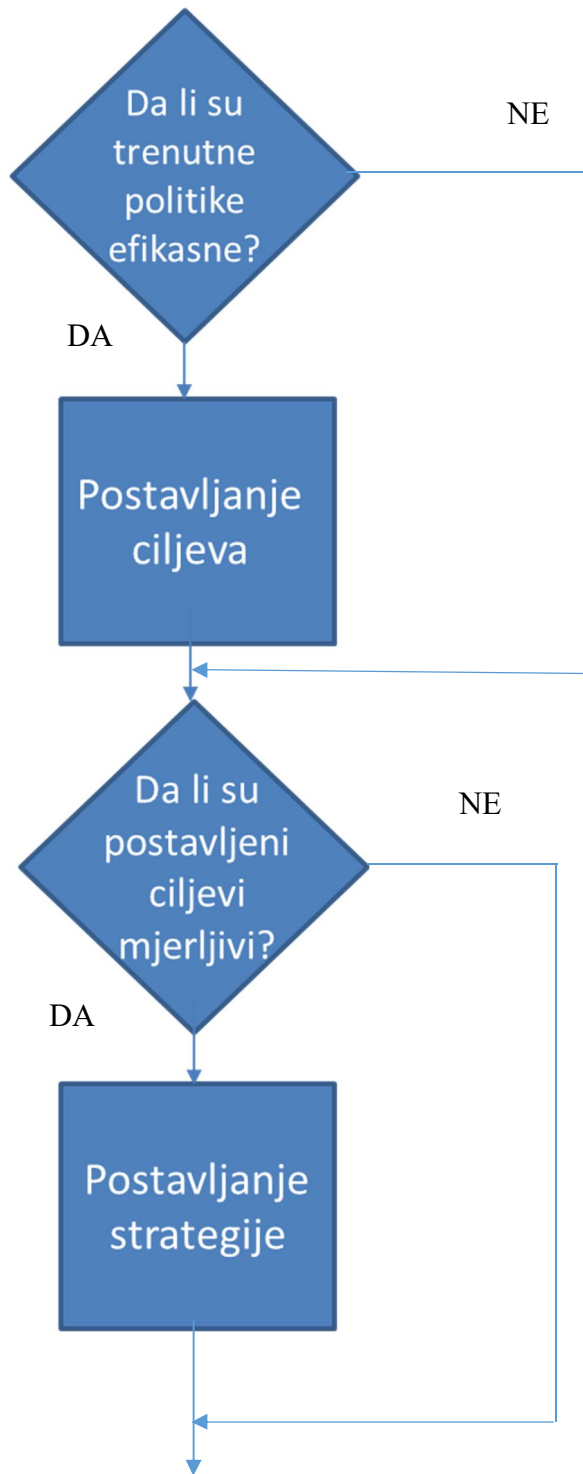 Da li su
trenutne
politike
efikasne?
NE
DA
Postavljanje
ciljeva
Da li su
postavljeni
ciljevi
mjerljivi?
NE
DA
Postavljanje
strategije